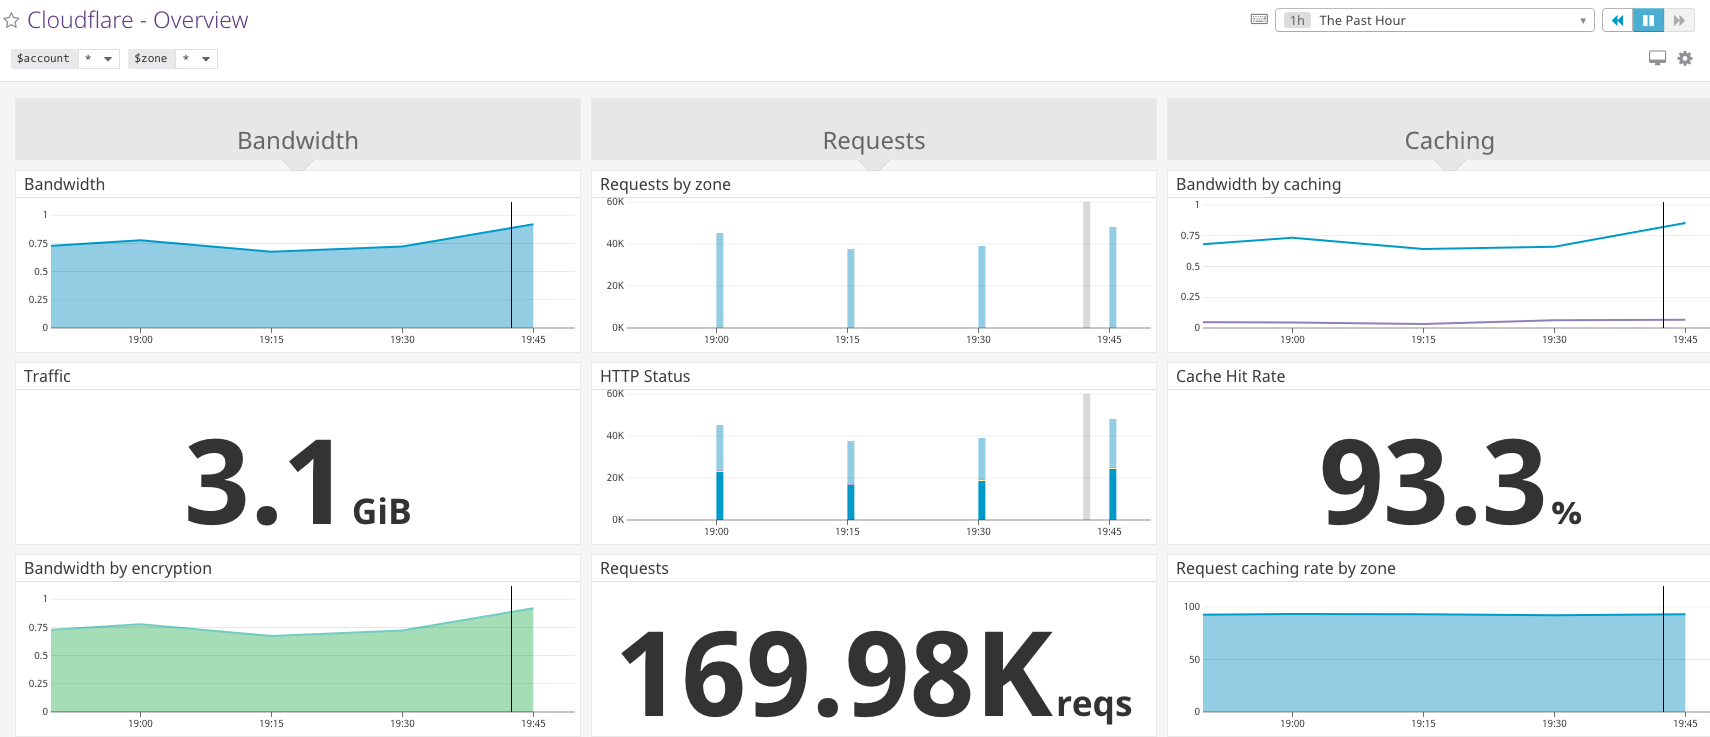 Cloudflare - Overview
1h The Past Hour
$account * $zone *
Bandwidth
Requests
Caching
Bandwidth
1
0.75
0.5
0.25
0
19:00 19:15 19:30 19:45
Requests by zone
60K
40K
20K
0K
19:00 19:15 19:30 19:45
Bandwidth by caching
1
0.75
0.5
0.25
0
19:00 19:15 19:30 19:45
Traffic
3.1 GiB
HTTP Status
60K
40K
20K
0K
19:00 19:15 19:30 19:45
Cache Hit Rate
93.3 %
Bandwidth by encryption
1
0.75
0.5
0.25
0
19:00 19:15 19:30 19:45
Requests
169.98K reqs
Request caching rate by zone
100
50
0
19:00 19:15 19:30 19:45